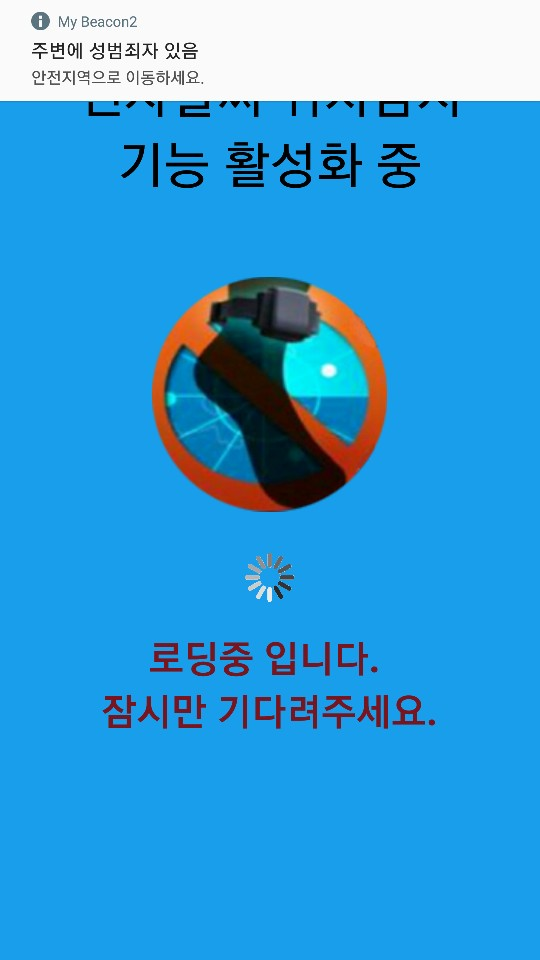 My Beacon2
주변에 성범죄자 있음
안전지역으로 이동하세요.
기능 활성화 중
로딩중 입니다.
잠시만 기다려주세요.